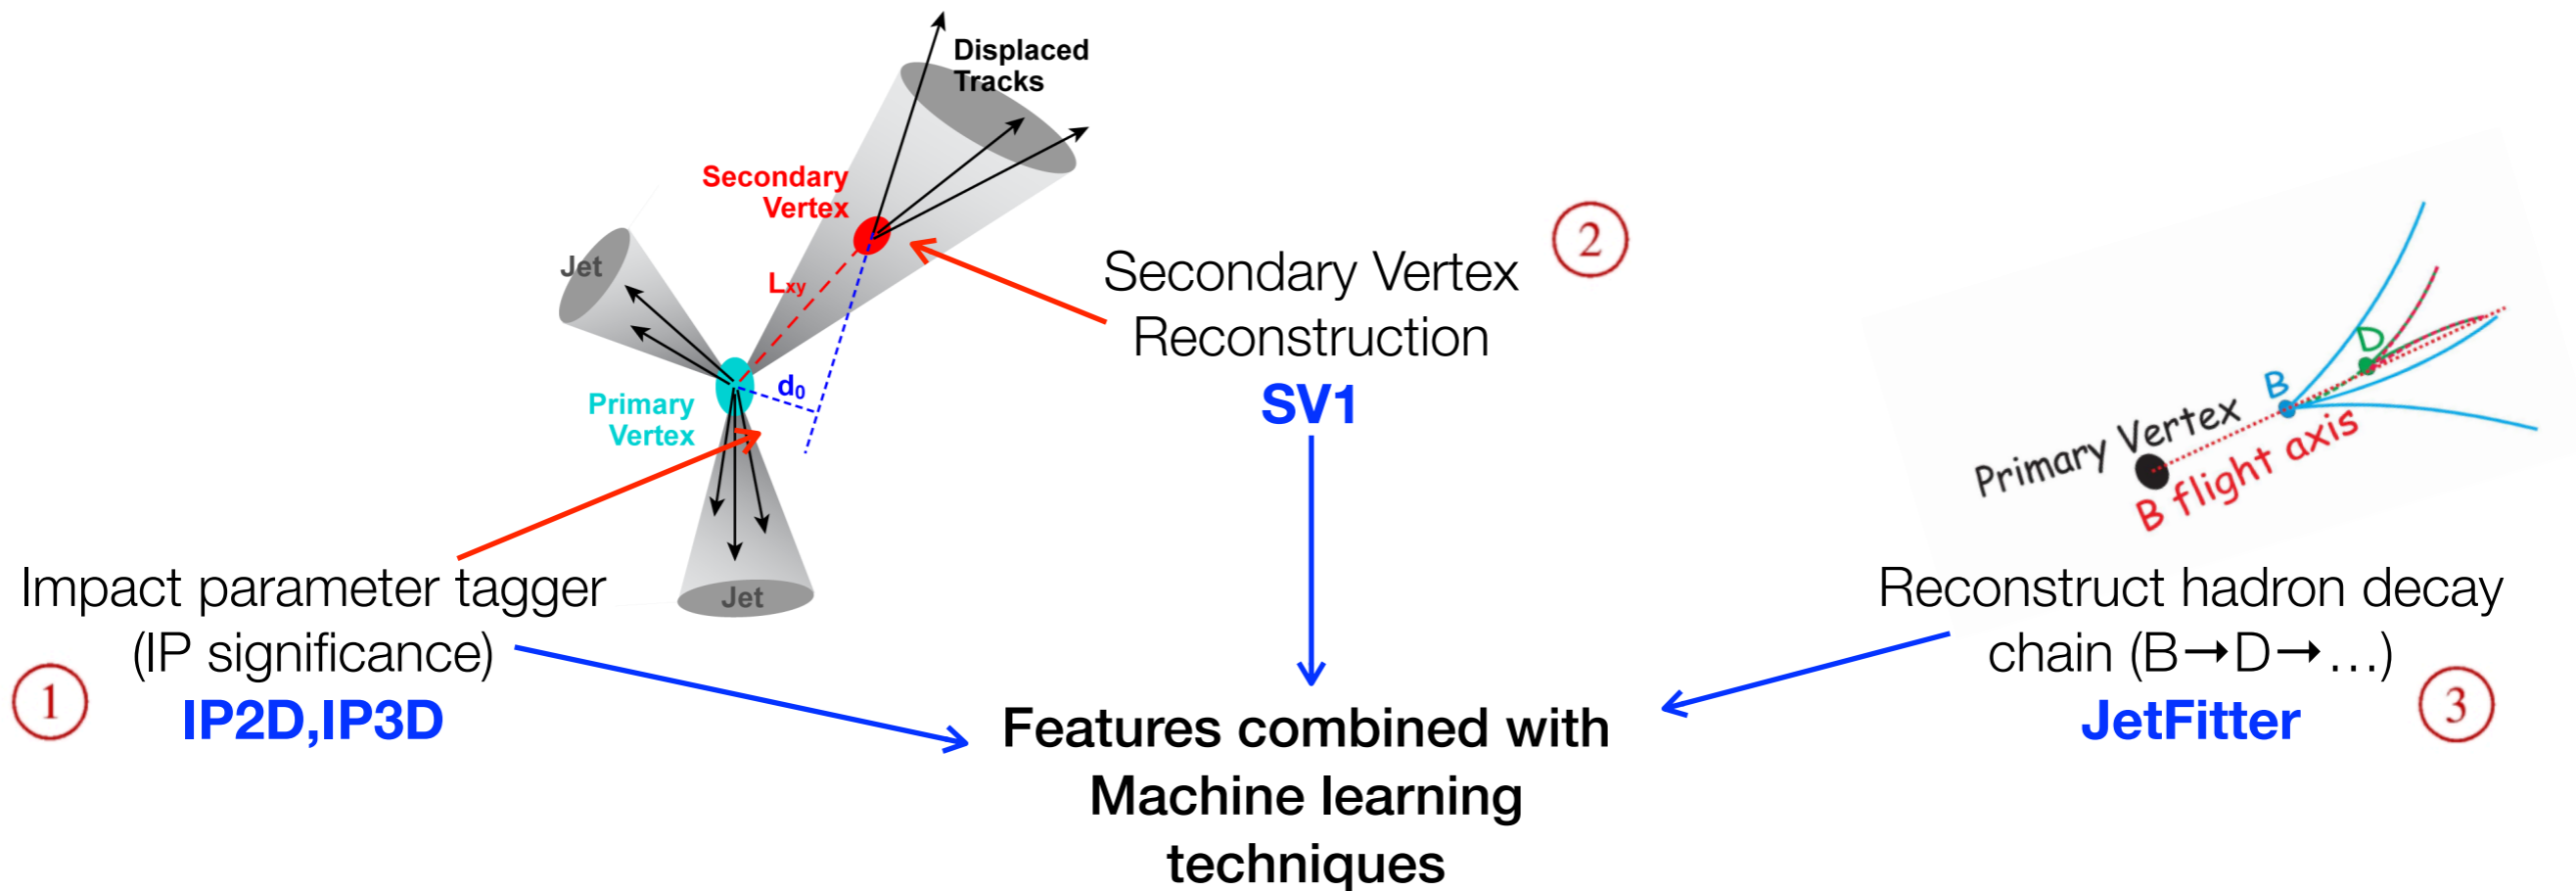 Displaced
Tracks
Secondary
Vertex
Jet
Lxy
d0
Primary
Vertex
Jet
Impact parameter tagger
(IP significance)
IP2D,IP3D
1
Secondary Vertex
Reconstruction
SV1
2
Primary Vertex
B
D
B flight axis
Reconstruct hadron decay
chain (B→D→…)
JetFitter
3
Features combined with
Machine learning
techniques